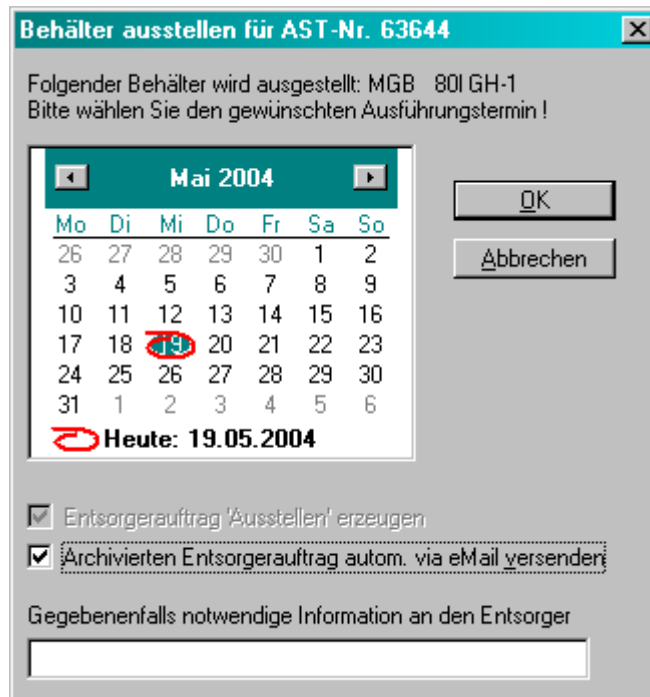 Behälter ausstellen für AST-Nr. 63644
Folgender Behälter wird ausgestellt: MGB 80l GH-1
Bitte wählen Sie den gewünschten Ausführungstermin !
Mai 2004
Mo Di Mi Do Fr Sa So
26 27 28 29 30 1 2
3 4 5 6 7 8 9
10 11 12 13 14 15 16
17 18 19 20 21 22 23
24 25 26 27 28 29 30
31 1 2 3 4 5 6
Heute: 19.05.2004
OK
Abbrechen
Entsorgerauftrag 'Ausstellen' erzeugen
Archivierten Entsorgerauftrag autom. via eMail versenden
Gegebenenfalls notwendige Information an den Entsorger